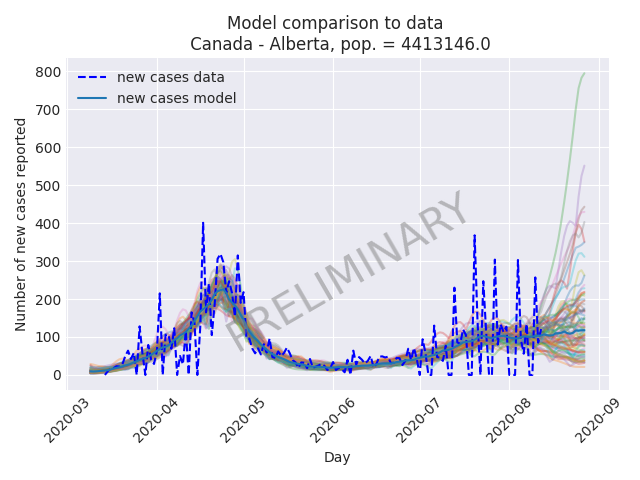 Model comparison to data
Canada - Alberta, pop. = 4413146.0
new cases data
new cases model
PRELIMINARY
Number of new cases reported
800
700
600
500
400
300
200
100
0
2020-03
2020-04
2020-05
2020-06
2020-07
2020-08
2020-09
Day